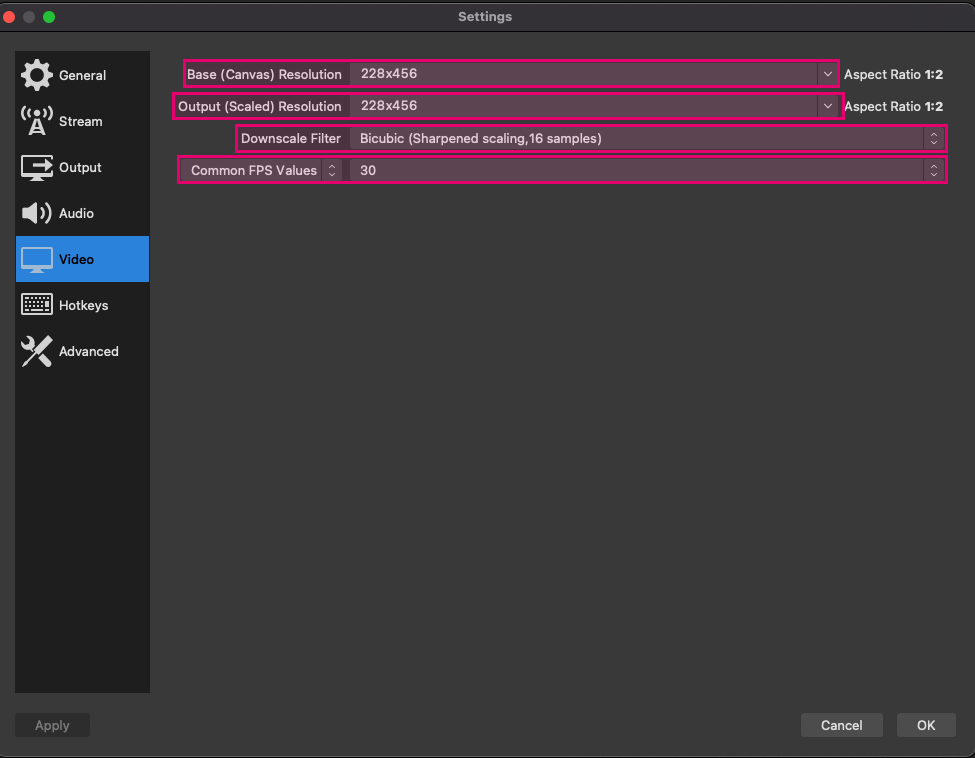 Settings
General
Stream
Output
Audio
Video
Hotkeys
Advanced
Base (Canvas) Resolution 228x456 Aspect Ratio 1:2
Output (Scaled) Resolution 228x456 Aspect Ratio 1:2
Downscale Filter Bicubic (Sharpened scaling,16 samples)
Common FPS Values 30
Apply Cancel OK